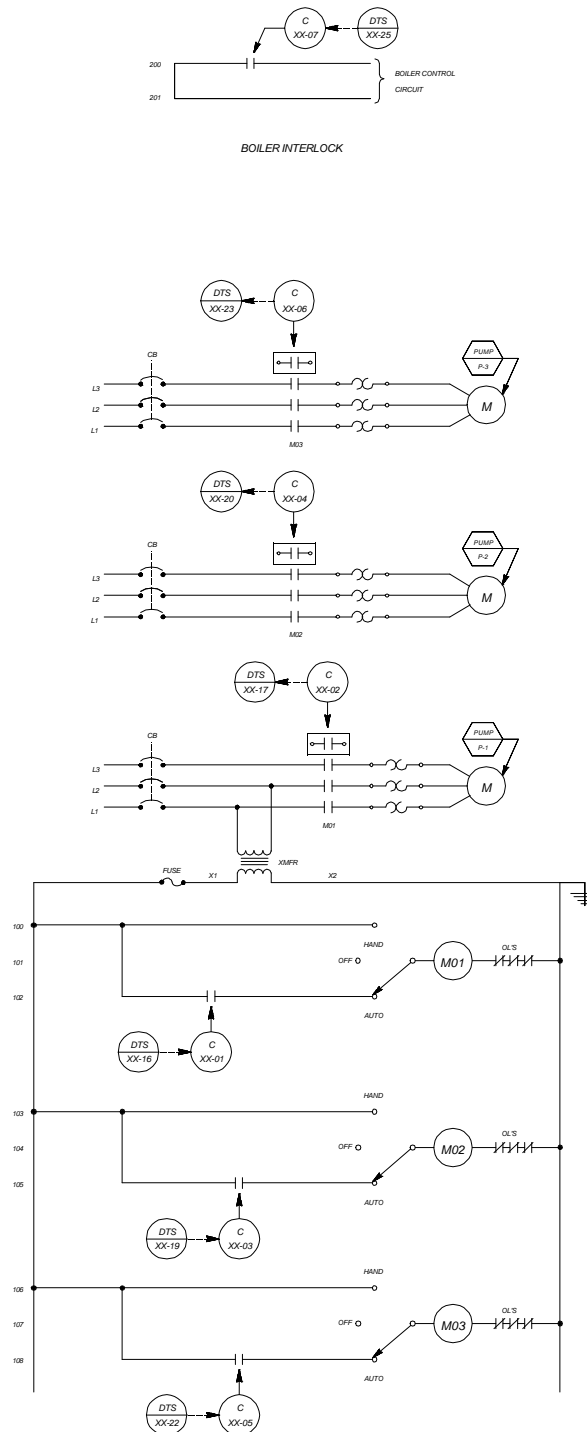 C
XX-07
DTS
XX-25
200
BOILER CONTROL
CIRCUIT
201
BOILER INTERLOCK
DTS
XX-23
C
XX-06
PUMP
P-3
CB
L3
L2
L1
M
M03
DTS
XX-20
C
XX-04
PUMP
P-2
CB
L3
L2
L1
M
M02
DTS
XX-17
C
XX-02
PUMP
P-1
CB
L3
L2
L1
M
M01
XMFR
FUSE
X1
X2
100
HAND
101
OFF
M01
OL'S
102
AUTO
DTS
XX-16
C
XX-01
103
HAND
104
OFF
M02
OL'S
105
AUTO
DTS
XX-19
C
XX-03
106
HAND
107
OFF
M03
OL'S
108
AUTO
DTS
XX-22
C
XX-05